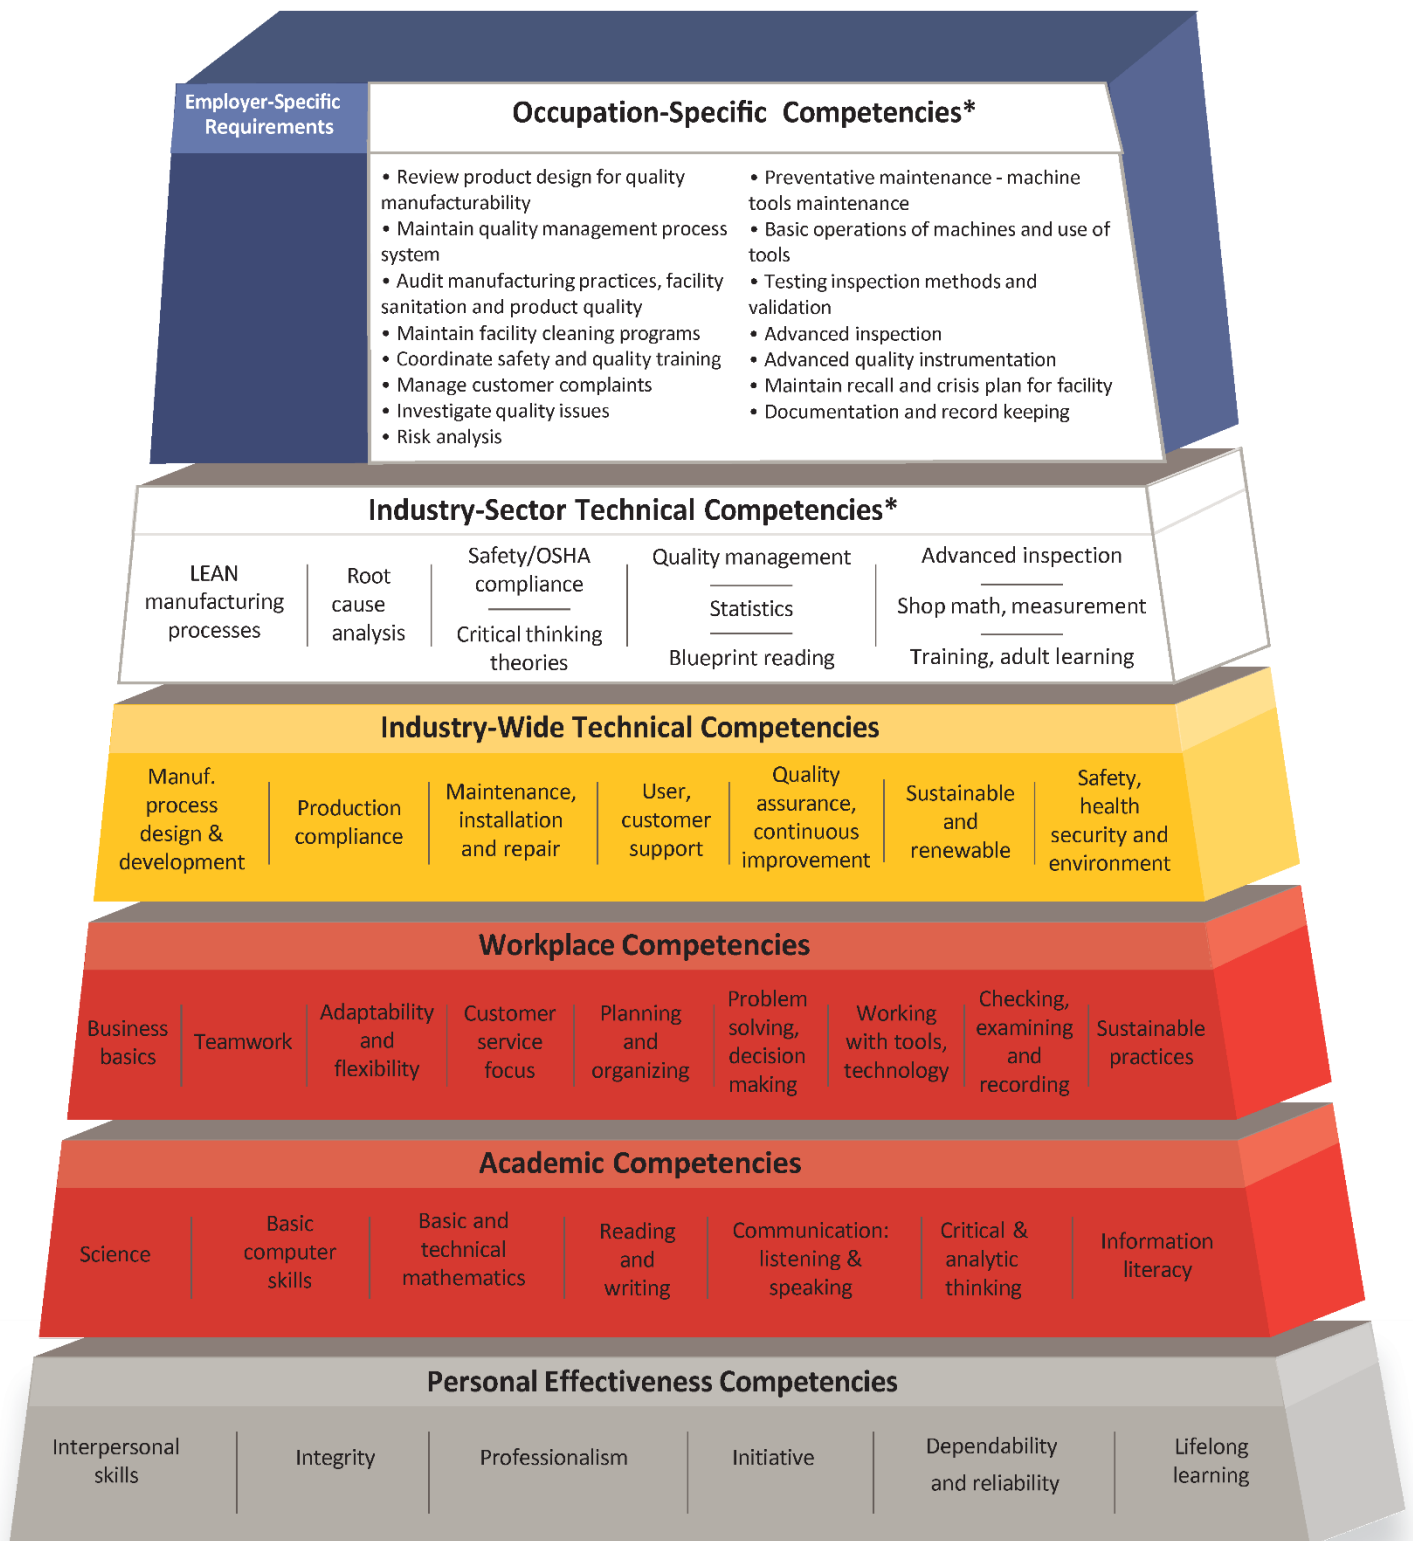 Employer-Specific
Requirements
Occupation-Specific Competencies*
• Review product design for quality
manufacturability
• Maintain quality management process
system
• Audit manufacturing practices, facility
sanitation and product quality
• Maintain facility cleaning programs
• Coordinate safety and quality training
• Manage customer complaints
• Investigate quality issues
• Risk analysis
• Preventative maintenance - machine
tools maintenance
• Basic operations of machines and use of
tools
• Testing inspection methods and
validation
• Advanced inspection
• Advanced quality instrumentation
• Maintain recall and crisis plan for facility
• Documentation and record keeping
Industry-Sector Technical Competencies*
LEAN
manufacturing
processes
Root
cause
analysis
Safety/OSHA
compliance
Critical thinking
theories
Quality management
Statistics
Blueprint reading
Advanced inspection
Shop math, measurement
Training, adult learning
Industry-Wide Technical Competencies
Manuf.
process
design &
development
Production
compliance
Maintenance,
installation
and repair
User,
customer
support
Quality
assurance,
continuous
improvement
Sustainable
and
renewable
Safety,
health
security and
environment
Workplace Competencies
Business
basics
Teamwork
Adaptability
and
flexibility
Customer
service
focus
Planning
and
organizing
Problem
solving,
decision
making
Working
with tools,
technology
Checking,
examining
and
recording
Sustainable
practices
Academic Competencies
Science
Basic
computer
skills
Basic and
technical
mathematics
Reading
and
writing
Communication:
listening &
speaking
Critical &
analytic
thinking
Information
literacy
Personal Effectiveness Competencies
Interpersonal
skills
Integrity
Professionalism
Initiative
Dependability
and reliability
Lifelong
learning